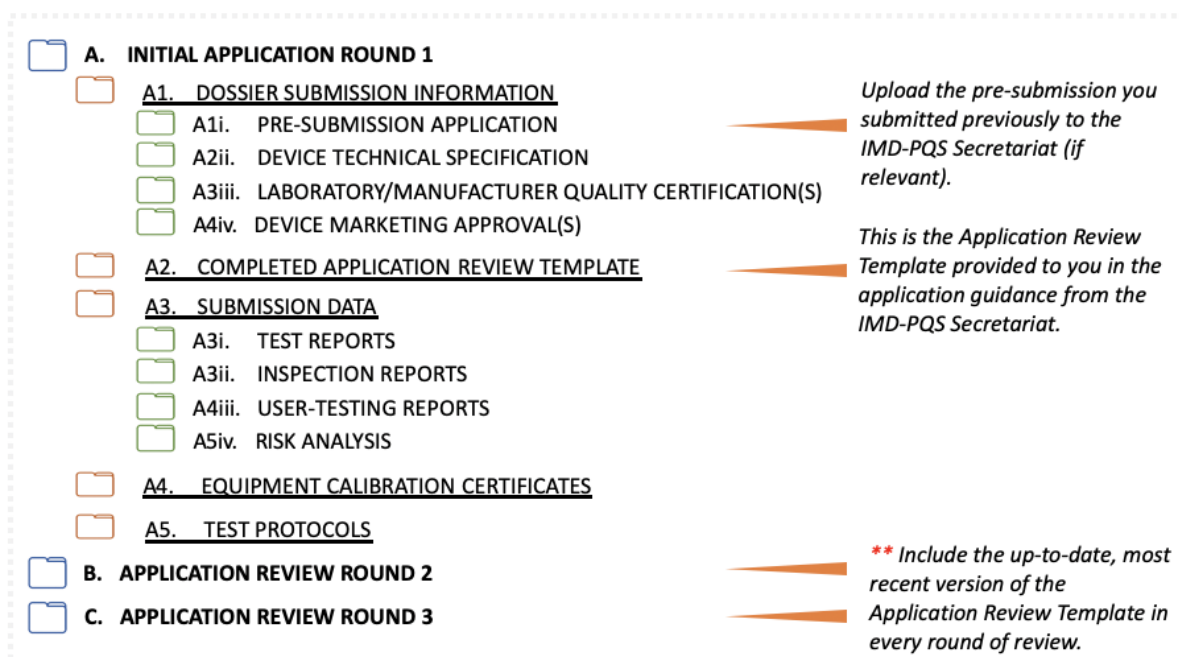 A. INITIAL APPLICATION ROUND 1
A1. DOSSIER SUBMISSION INFORMATION
A1i. PRE-SUBMISSION APPLICATION
A2ii. DEVICE TECHNICAL SPECIFICATION
A3iii. LABORATORY/MANUFACTURER QUALITY CERTIFICATION(S)
A4iv. DEVICE MARKETING APPROVAL(S)
Upload the pre-submission you
submitted previously to the
IMD-PQS Secretariat (if
relevant).
A2. COMPLETED APPLICATION REVIEW TEMPLATE
This is the Application Review
Template provided to you in the
application guidance from the
IMD-PQS Secretariat.
A3. SUBMISSION DATA
A3i. TEST REPORTS
A3ii. INSPECTION REPORTS
A4iii. USER-TESTING REPORTS
A5iv. RISK ANALYSIS
A4. EQUIPMENT CALIBRATION CERTIFICATES
A5. TEST PROTOCOLS
B. APPLICATION REVIEW ROUND 2
C. APPLICATION REVIEW ROUND 3
** Include the up-to-date, most
recent version of the
Application Review Template in
every round of review.